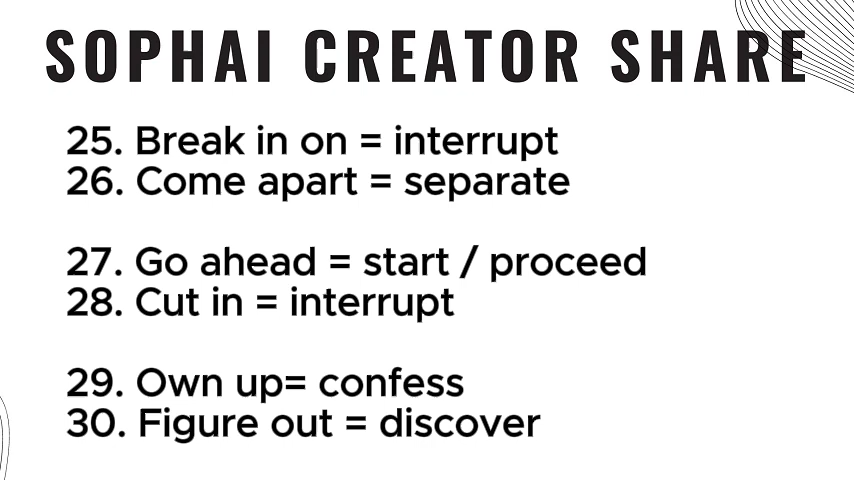 SOPHAI CREATOR SHARE
25. Break in on = interrupt
26. Come apart = separate
27. Go ahead = start / proceed
28. Cut in = interrupt
29. Own up= confess
30. Figure out = discover